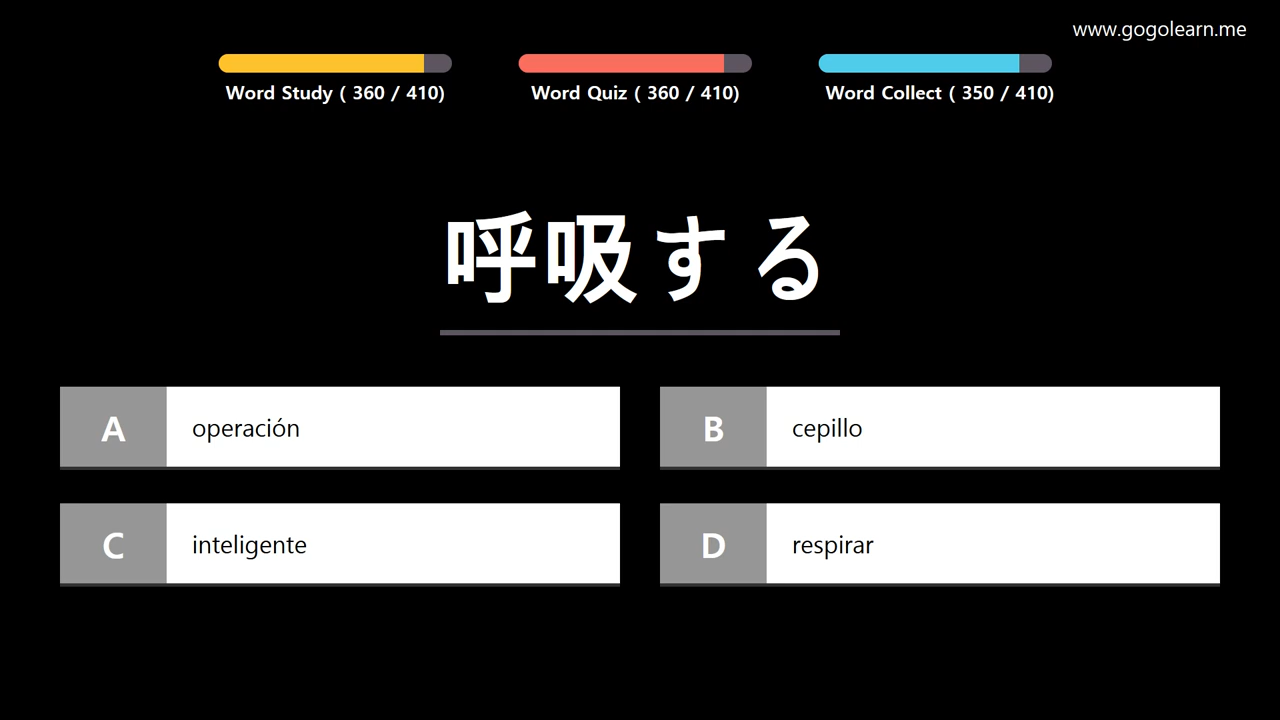 www.gogolearn.me
Word Study ( 360 / 410)
Word Quiz ( 360 / 410)
Word Collect ( 350 / 410)
呼吸する
A operación
B cepillo
C inteligente
D respirar